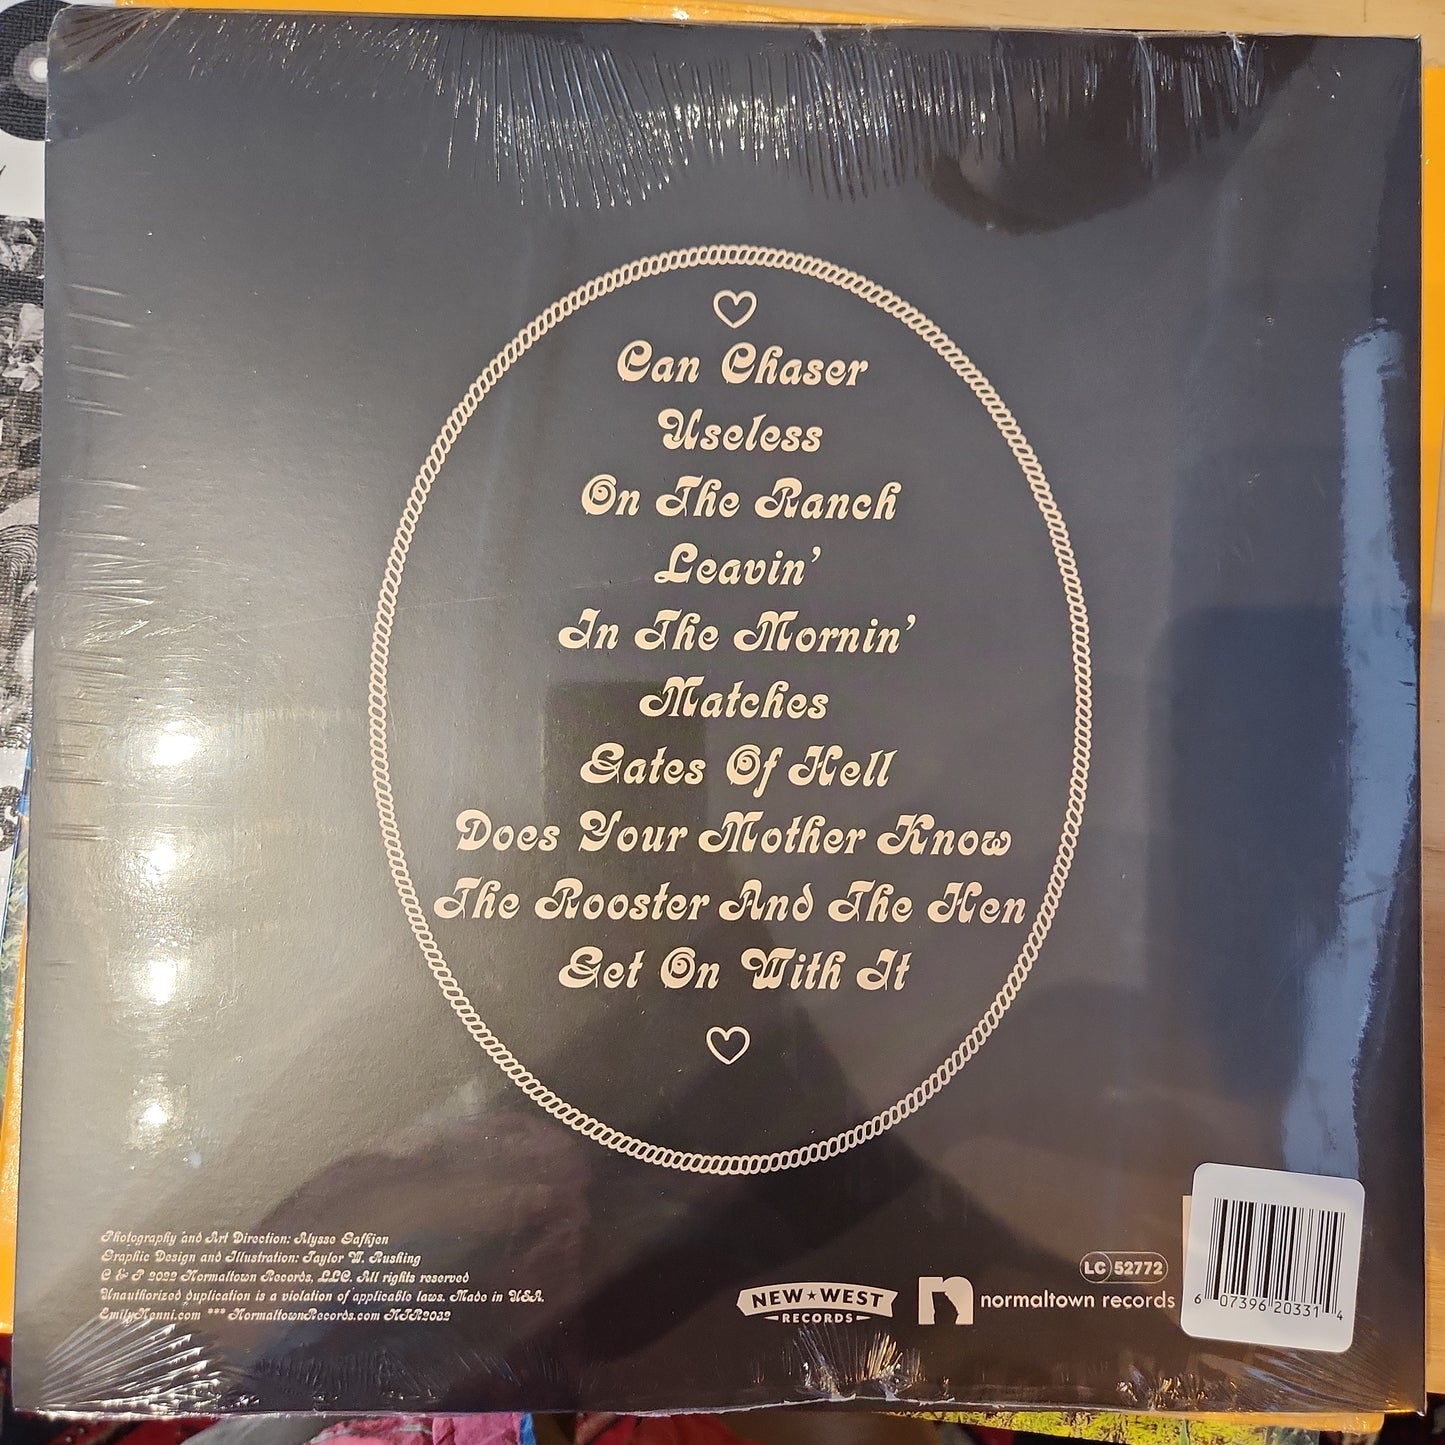 Can Chaser
Useless
On The Ranch
Leavin’
In The Mornin’
Matches
Gates Of Hell
Does Your Mother Know
The Rooster And The Hen
Get On With It
Photography and Art Direction: Alysse Gafkjen
Graphic Design and Illustration: Taylor W. Rushing
C & P 2022 Normaltown Records, LLC. All rights reserved
Unauthorized duplication is a violation of applicable laws. Made in USA.
EmilyNenni.com *** NormaltownRecords.com NTR2032
NEW★WEST
RECORDS
n
normaltown records
LC 52772
6 07396 20331 4